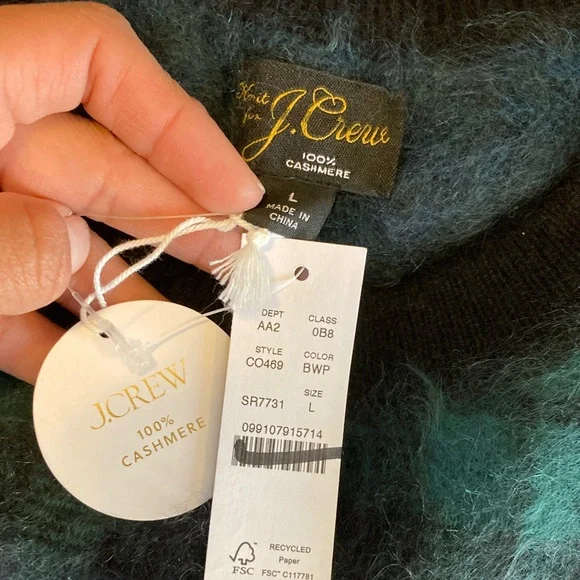 Knit for
J.Crew
100%
CASHMERE
L
MADE IN
CHINA
J.CREW
100%
CASHMERE
DEPT CLASS
AA2 0B8
STYLE COLOR
CO469 BWP
SIZE
SR7731 L
099107915714
FSC
RECYCLED
Paper
FSC® C117781